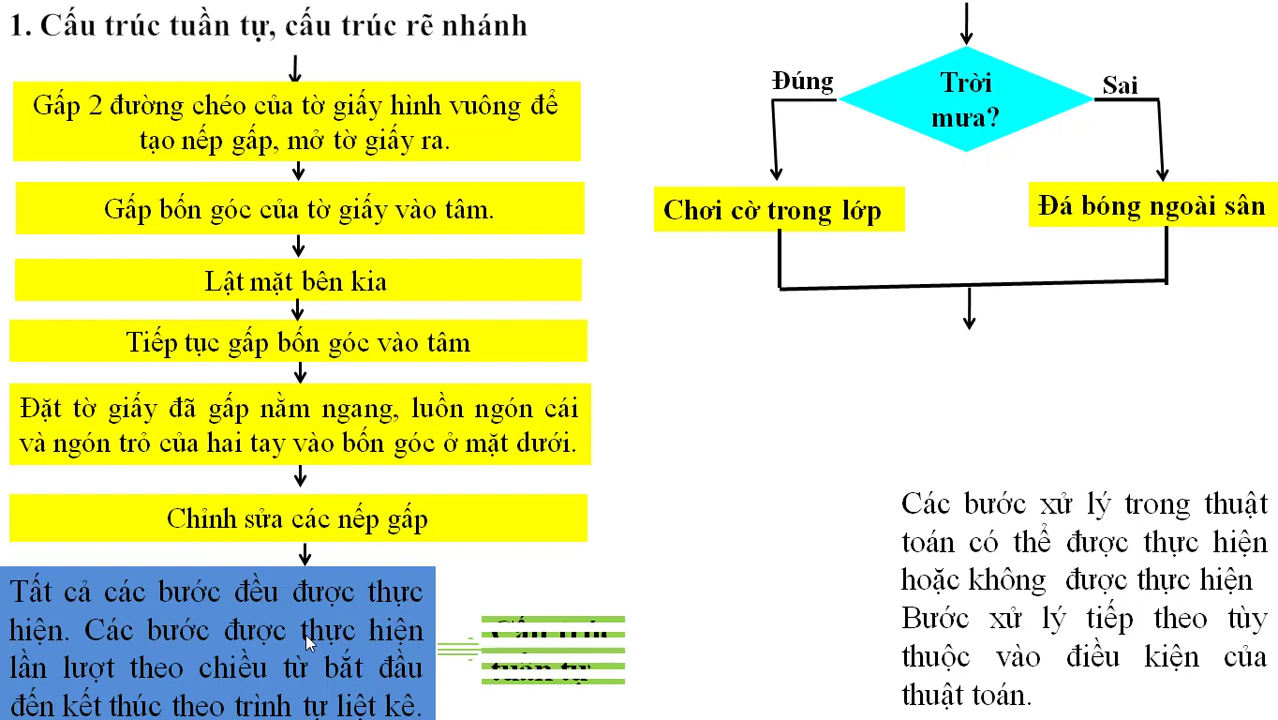 1. Cấu trúc tuần tự, cấu trúc rẽ nhánh
Gấp 2 đường chéo của tờ giấy hình vuông để
tạo nếp gấp, mở tờ giấy ra.
Gấp bốn góc của tờ giấy vào tâm.
Lật mặt bên kia
Tiếp tục gấp bốn góc vào tâm
Đặt tờ giấy đã gấp nằm ngang, luồn ngón cái
và ngón trỏ của hai tay vào bốn góc ở mặt dưới.
Chỉnh sửa các nếp gấp
Tất cả các bước đều được thực
hiện. Các bước được thực hiện
lần lượt theo chiều từ bắt đầu
đến kết thúc theo trình tự liệt kê.
Cấu trúc
tuần tự
Trời
mưa?
Đúng
Sai
Chơi cờ trong lớp
Đá bóng ngoài sân
Các bước xử lý trong thuật
toán có thể được thực hiện
hoặc không được thực hiện
Bước xử lý tiếp theo tùy
thuộc vào điều kiện của
thuật toán.